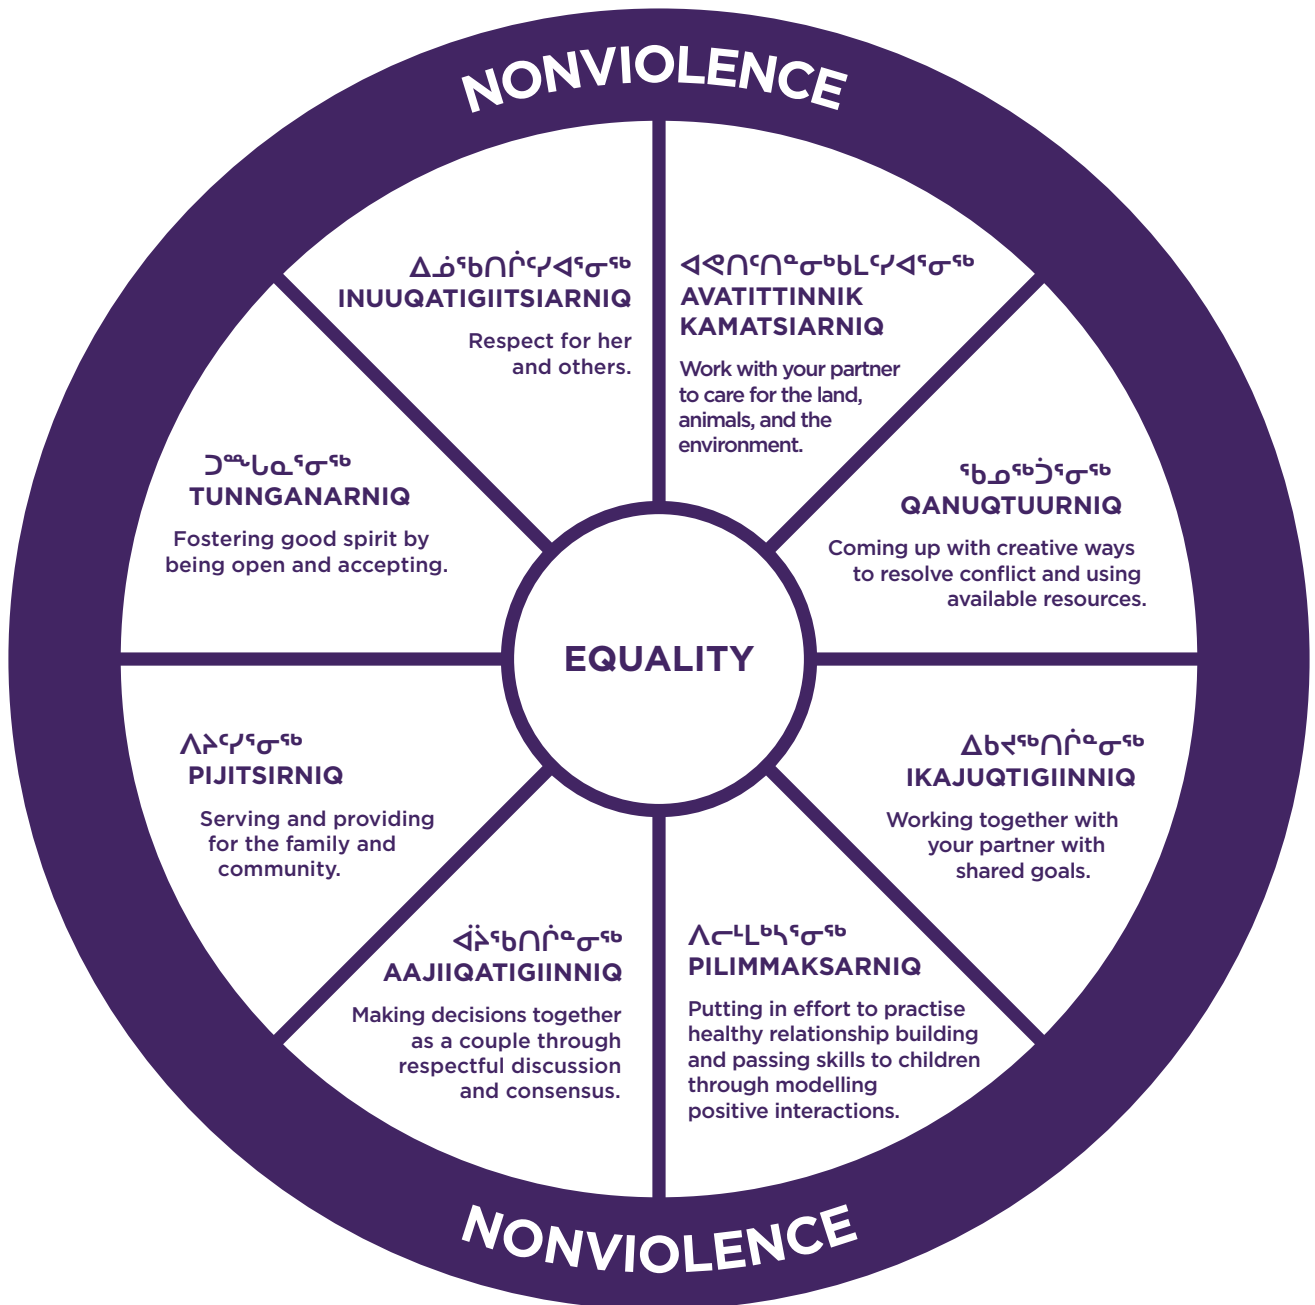 NONVIOLENCE
ᐃᓅᖃᑎᒌᑦᓯᐊᕐᓂᖅ
INUUQATIGIITSIARNIQ
Respect for her
and others.
ᐊᕙᑎᑦᑎᓐᓂᒃᑲᒪᑦᓯᐊᕐᓂᖅ
AVATITTINNIK
KAMATSIARNIQ
Work with your partner
to care for the land,
animals, and the
environment.
ᑐᙵᓇᕐᓂᖅ
TUNNGANARNIQ
Fostering good spirit by
being open and accepting.
ᖃᓄᖅᑑᕐᓂᖅ
QANUQTUURNIQ
Coming up with creative ways
to resolve conflict and using
available resources.
EQUALITY
ᐱᔨᑦᓯᕐᓂᖅ
PIJITSIRNIQ
Serving and providing
for the family and
community.
ᐃᑲᔪᖅᑎᒌᓐᓂᖅ
IKAJUQTIGIINNIQ
Working together with
your partner with
shared goals.
ᐋᔩᖃᑎᒌᓐᓂᖅ
AAJIIQATIGIINNIQ
Making decisions together
as a couple through
respectful discussion
and consensus.
ᐱᓕᒻᒪᒃᓴᕐᓂᖅ
PILIMMAKSARNIQ
Putting in effort to practise
healthy relationship building
and passing skills to children
through modelling
positive interactions.
NONVIOLENCE